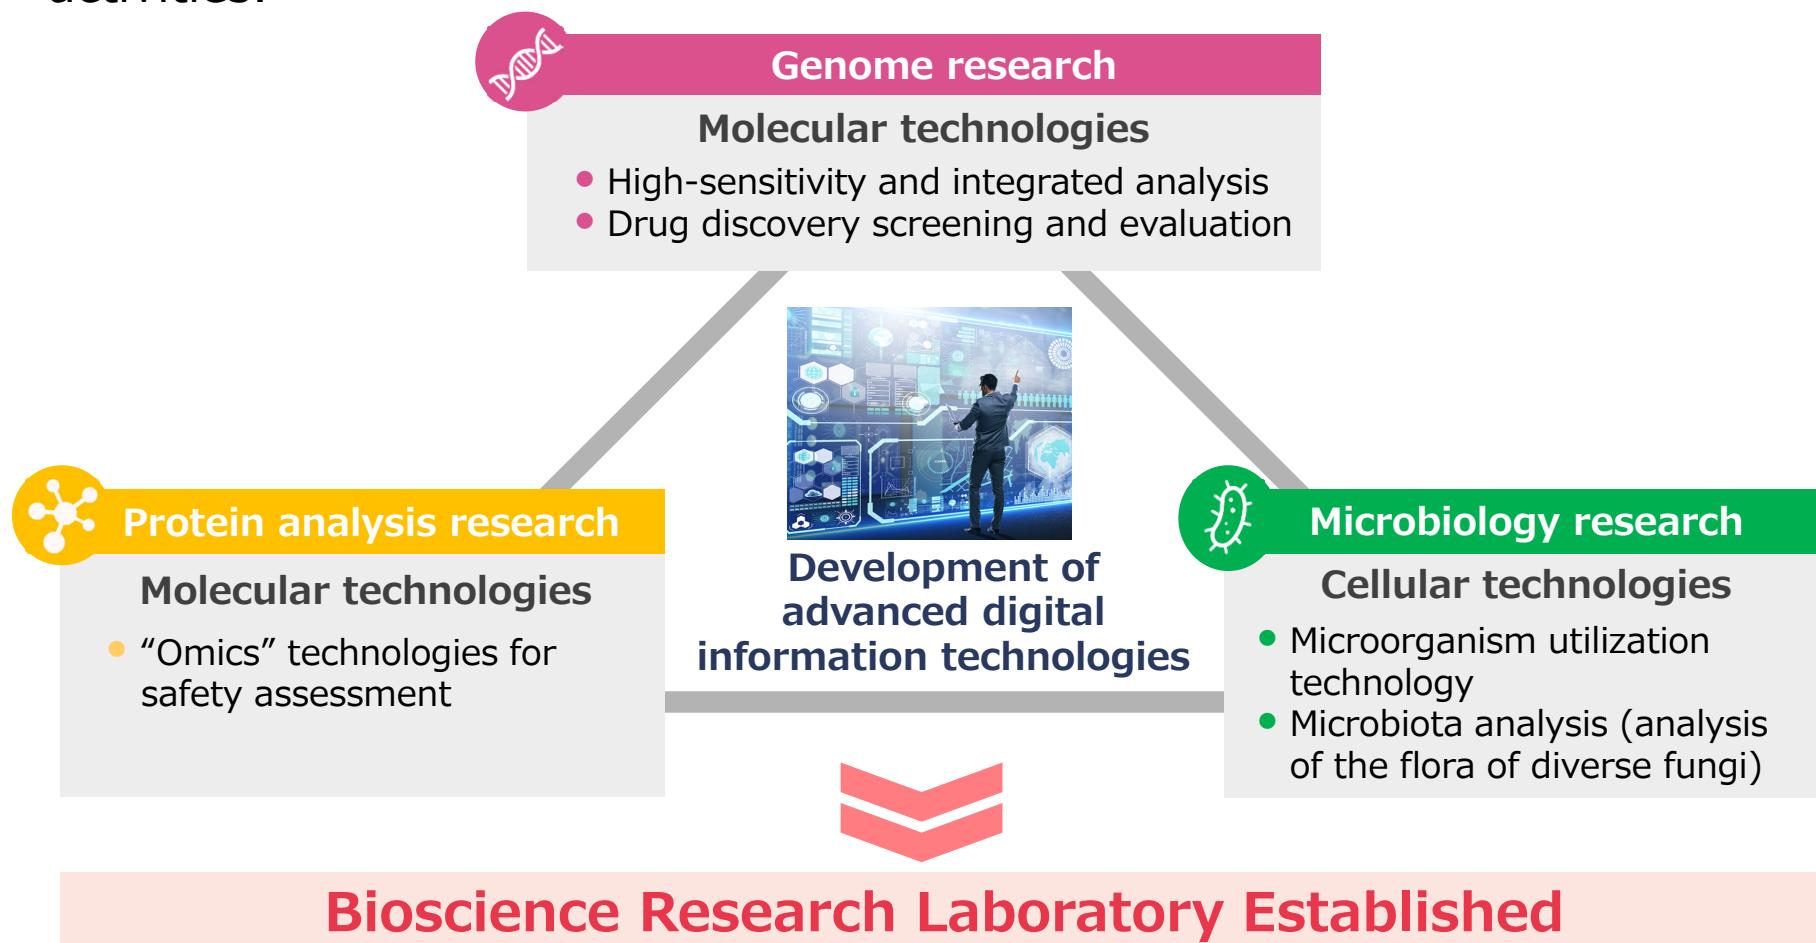 activities.
Genome research
Molecular technologies
• High-sensitivity and integrated analysis
• Drug discovery screening and evaluation
Protein analysis research
Molecular technologies
• “Omics” technologies for
safety assessment
Development of
advanced digital
information technologies
Microbiology research
Cellular technologies
• Microorganism utilization
technology
• Microbiota analysis (analysis
of the flora of diverse fungi)
Bioscience Research Laboratory Established